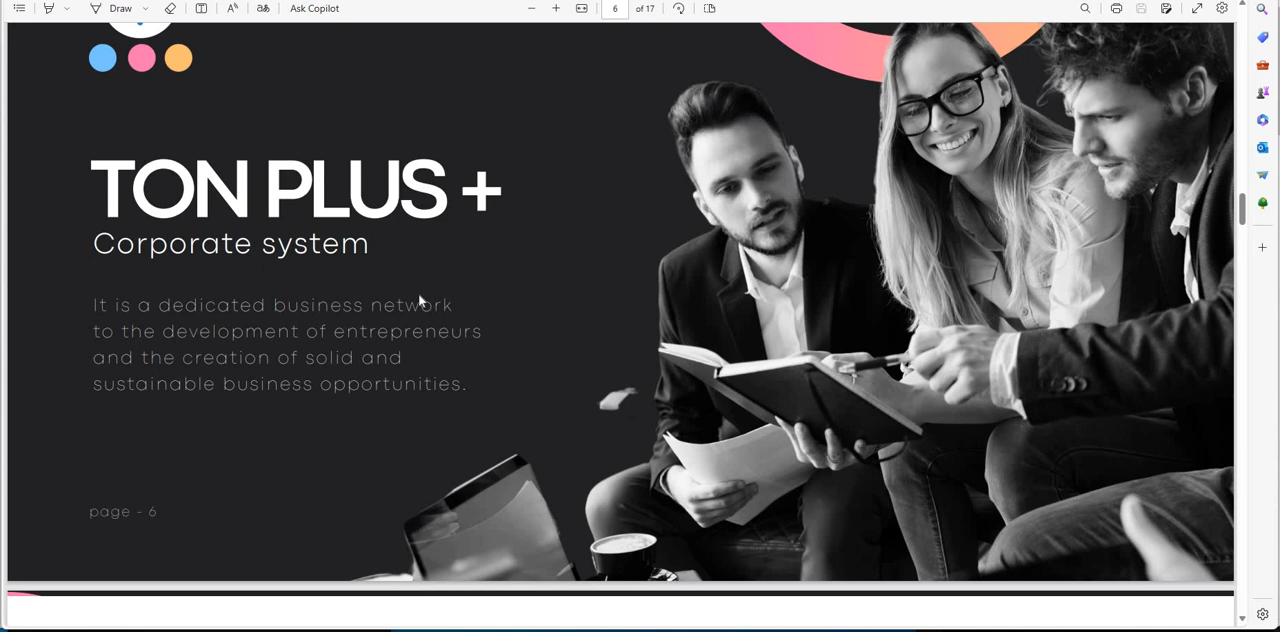 Draw
Ask Copilot
6
of 17
TON PLUS +
Corporate system
It is a dedicated business network
to the development of entrepreneurs
and the creation of solid and
sustainable business opportunities.
page - 6